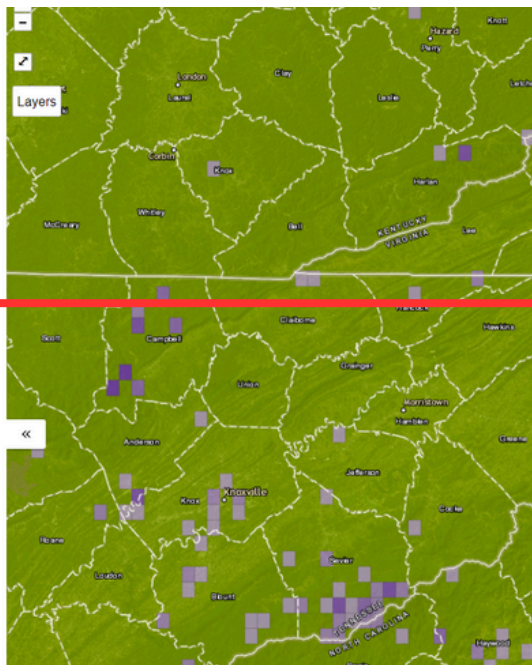 Knott
Hazard
Perry
London
Clay
Layers
Laurel
Leslie
Corbin
Knox
Harlan
Whitley
McCreary
Bell
KENTUCKY
VIRGINIA
Lee
Claiborne
Hawkins
Scott
Campbell
Grainger
Union
Morristown
Hamblen
«
Anderson
Greene
Jefferson
Knox
Knoxville
Cocke
Roane
Sevier
Loudon
Blount
TENNESSEE
NORTH CAROLINA
Haywood